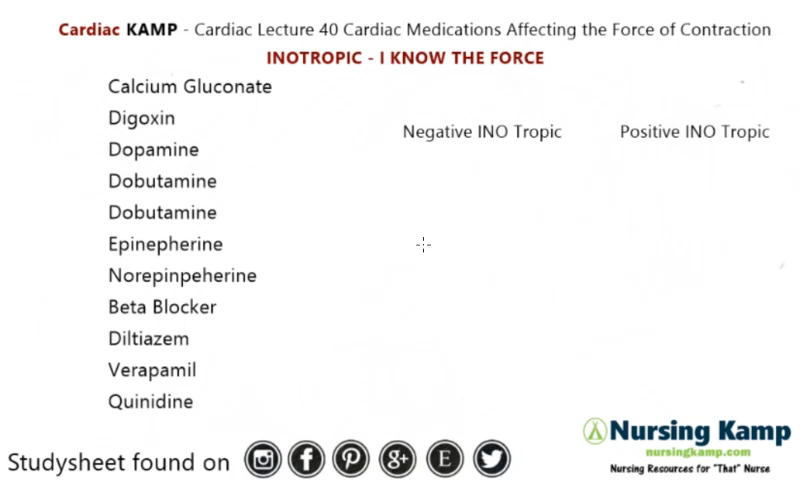 Cardiac KAMP - Cardiac Lecture 40 Cardiac Medications Affecting the Force of Contraction
INOTROPIC - I KNOW THE FORCE
Calcium Gluconate
Digoxin
Dopamine
Dobutamine
Dobutamine
Epinepherine
Norepinpeherine
Beta Blocker
Diltiazem
Verapamil
Quinidine
Negative INO Tropic
Positive INO Tropic
Studysheet found on
g+
E
Nursing Kamp
nursingkamp.com
Nursing Resources for "That" Nurse